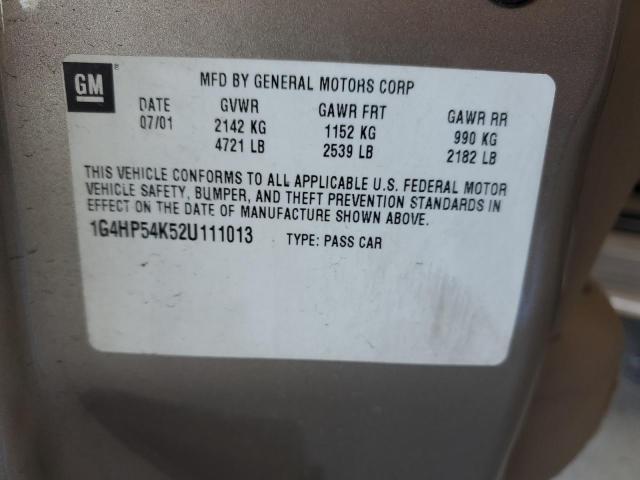 GM®
MFD BY GENERAL MOTORS CORP
DATE GVWR GAWR FRT GAWR RR
07/01 2142 KG 1152 KG 990 KG
4721 LB 2539 LB 2182 LB
THIS VEHICLE CONFORMS TO ALL APPLICABLE U.S. FEDERAL MOTOR
VEHICLE SAFETY, BUMPER, AND THEFT PREVENTION STANDARDS IN
EFFECT ON THE DATE OF MANUFACTURE SHOWN ABOVE.
1G4HP54K52U111013 TYPE: PASS CAR